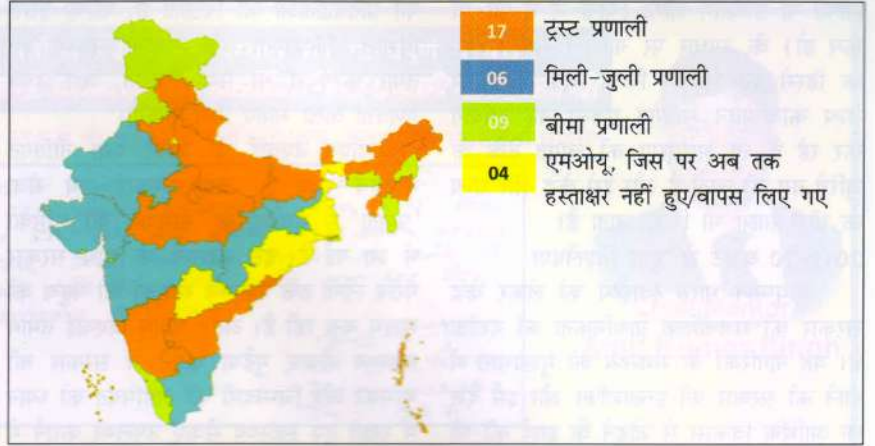 17 ट्रस्ट प्रणाली
06 मिली-जुली प्रणाली
09 बीमा प्रणाली
04 एमओयू, जिस पर अब तक
हस्ताक्षर नहीं हुए/वापस लिए गए